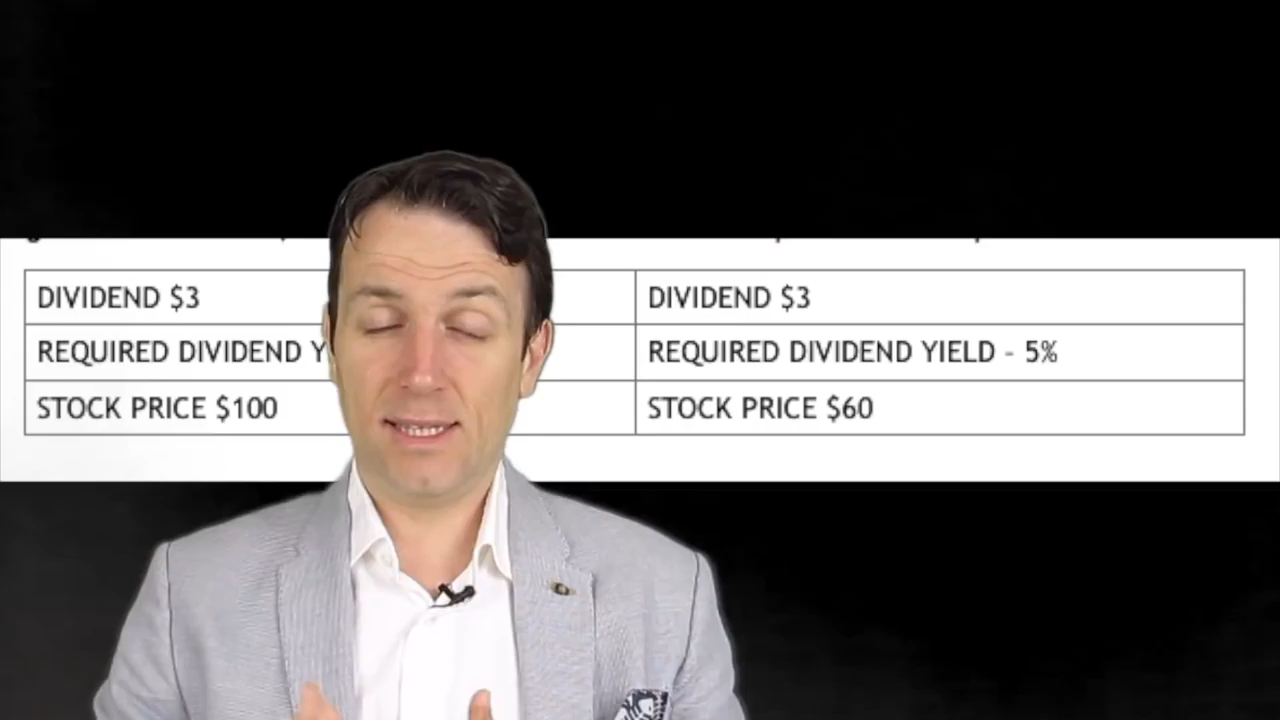 DIVIDEND $3
DIVIDEND $3
REQUIRED DIVIDEND
REQUIRED DIVIDEND YIELD - 5%
STOCK PRICE $100
STOCK PRICE $60